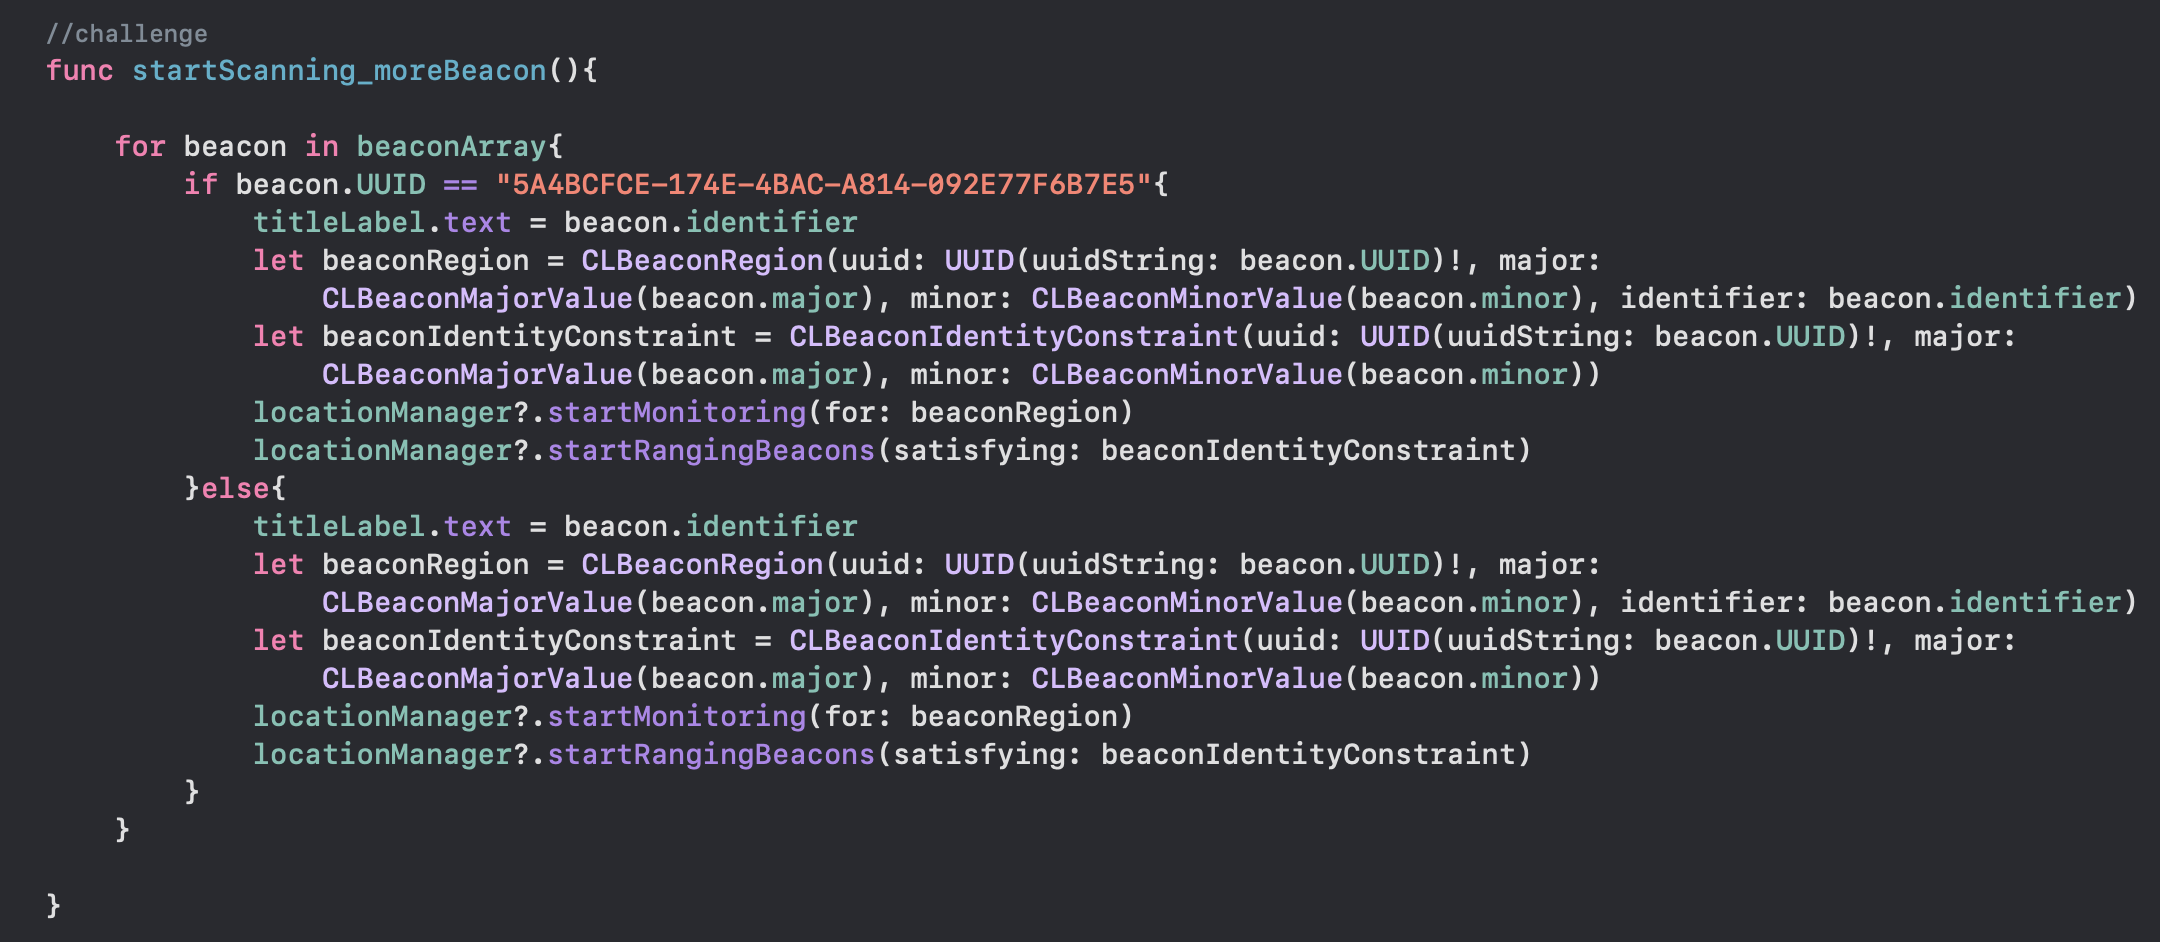 //challenge
func startScanning_moreBeacon(){
for beacon in beaconArray{
if beacon.UUID == "5A4BCFCE-174E-4BAC-A814-092E77F6B7E5"{
titleLabel.text = beacon.identifier
let beaconRegion = CLBeaconRegion(uuid: UUID(uuidString: beacon.UUID)!, major:
CLBeaconMajorValue(beacon.major), minor: CLBeaconMinorValue(beacon.minor), identifier: beacon.identifier)
let beaconIdentityConstraint = CLBeaconIdentityConstraint(uuid: UUID(uuidString: beacon.UUID)!, major:
CLBeaconMajorValue(beacon.major), minor: CLBeaconMinorValue(beacon.minor))
locationManager?.startMonitoring(for: beaconRegion)
locationManager?.startRangingBeacons(satisfying: beaconIdentityConstraint)
}else{
titleLabel.text = beacon.identifier
let beaconRegion = CLBeaconRegion(uuid: UUID(uuidString: beacon.UUID)!, major:
CLBeaconMajorValue(beacon.major), minor: CLBeaconMinorValue(beacon.minor), identifier: beacon.identifier)
let beaconIdentityConstraint = CLBeaconIdentityConstraint(uuid: UUID(uuidString: beacon.UUID)!, major:
CLBeaconMajorValue(beacon.major), minor: CLBeaconMinorValue(beacon.minor))
locationManager?.startMonitoring(for: beaconRegion)
locationManager?.startRangingBeacons(satisfying: beaconIdentityConstraint)
}
}
}